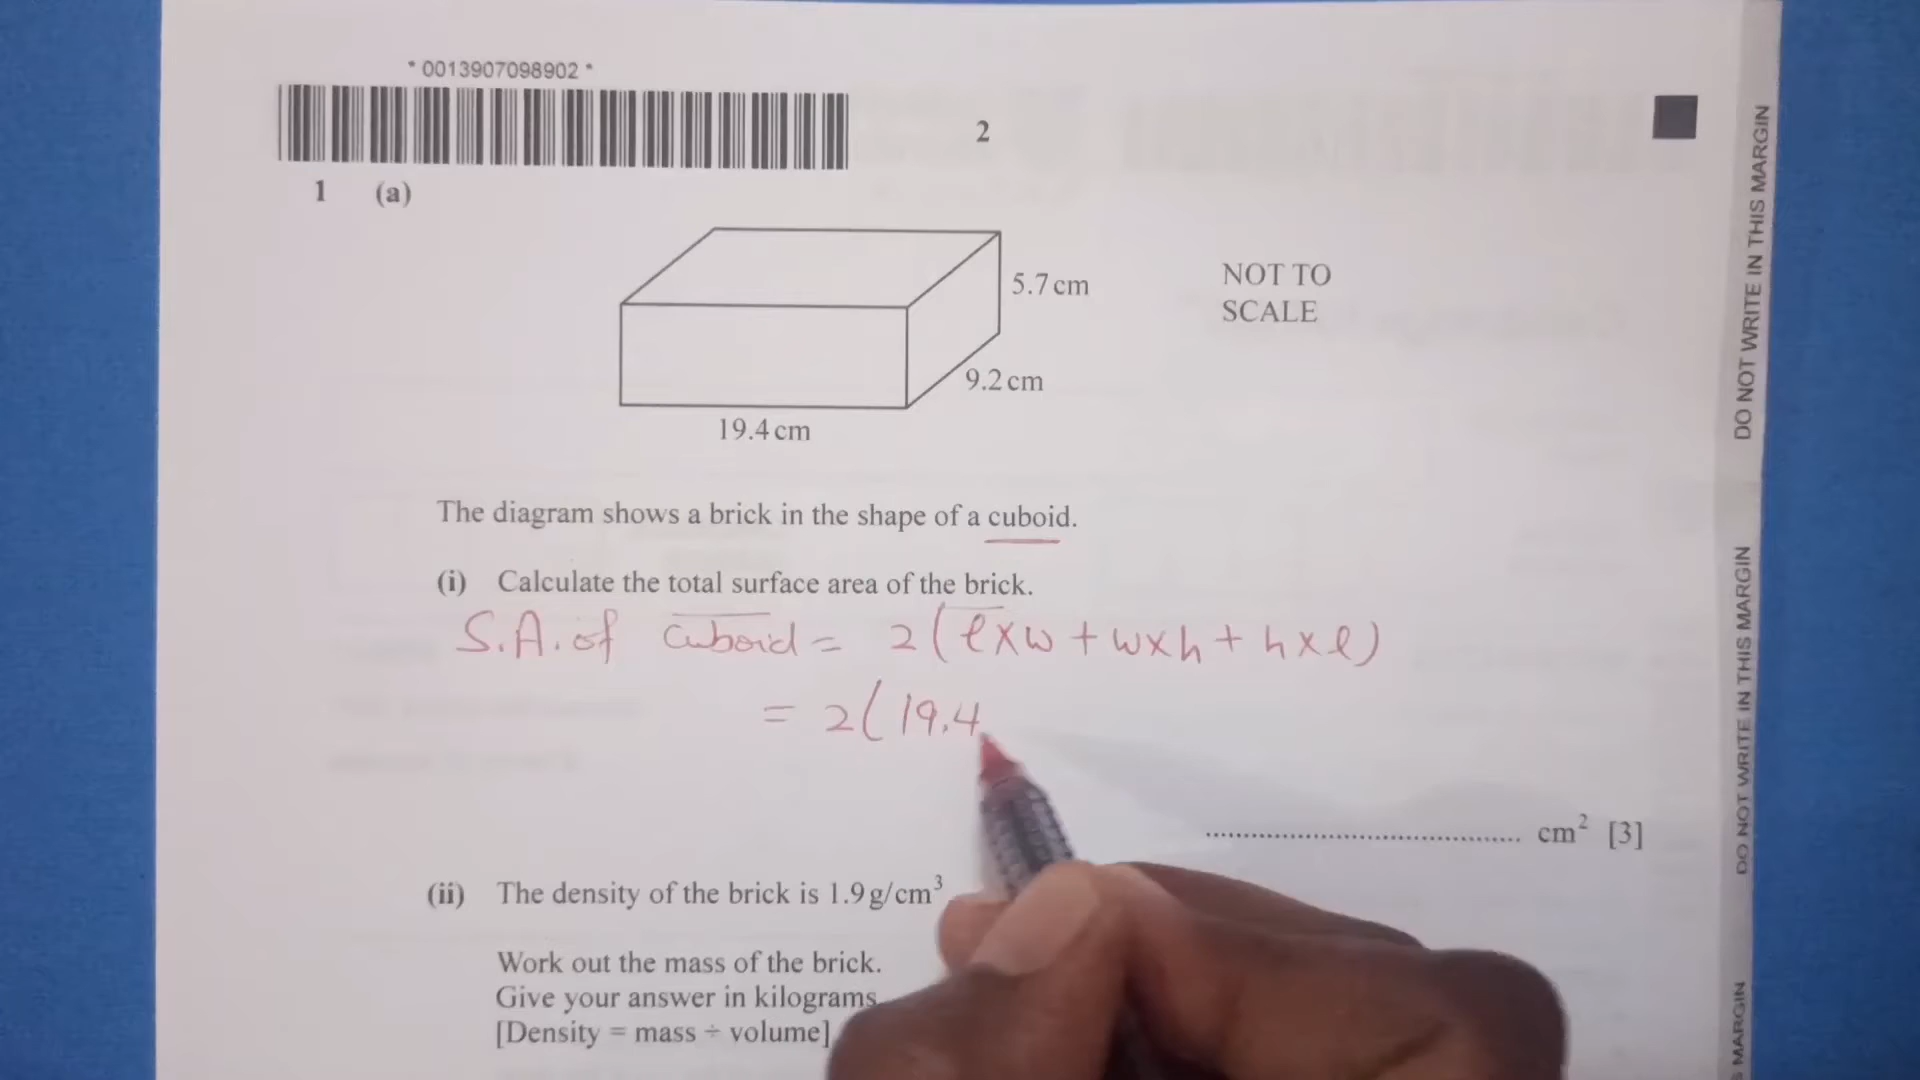 * 0013907098902 *
2
1 (a)
5.7 cm
NOT TO
SCALE
9.2 cm
19.4 cm
The diagram shows a brick in the shape of a cuboid.
(i) Calculate the total surface area of the brick.
S.A. of cuboid = 2(l×w + w×h + h×l)
= 2(19.4
.......................................... cm² [3]
(ii) The density of the brick is 1.9 g/cm³
Work out the mass of the brick.
Give your answer in kilograms
[Density = mass ÷ volume]
DO NOT WRITE IN THIS MARGIN
DO NOT WRITE IN THIS MARGIN
MARGIN